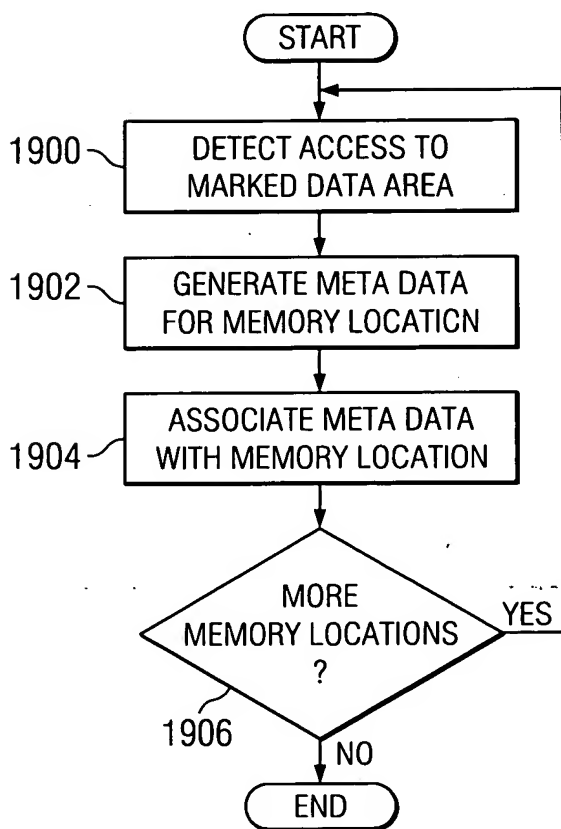 START
1900
DETECT ACCESS TO
MARKED DATA AREA
1902
GENERATE META DATA
FOR MEMORY LOCATION
1904
ASSOCIATE META DATA
WITH MEMORY LOCATION
MORE
MEMORY LOCATIONS
?
YES
1906
NO
END